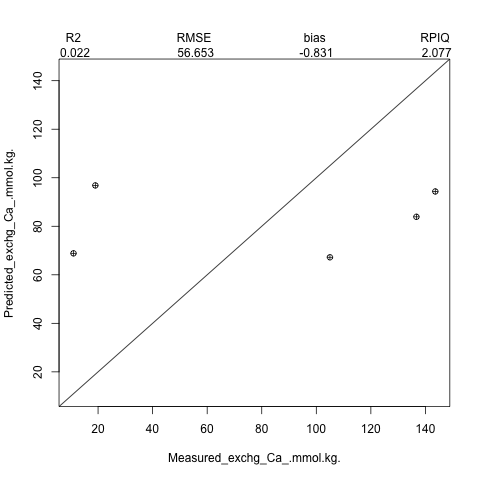 R2 RMSE bias RPIQ
0.022 56.653 -0.831 2.077
Predicted_exchg_Ca_.mmol.kg.
140
120
100
80
60
40
20
20 40 60 80 100 120 140
Measured_exchg_Ca_.mmol.kg.